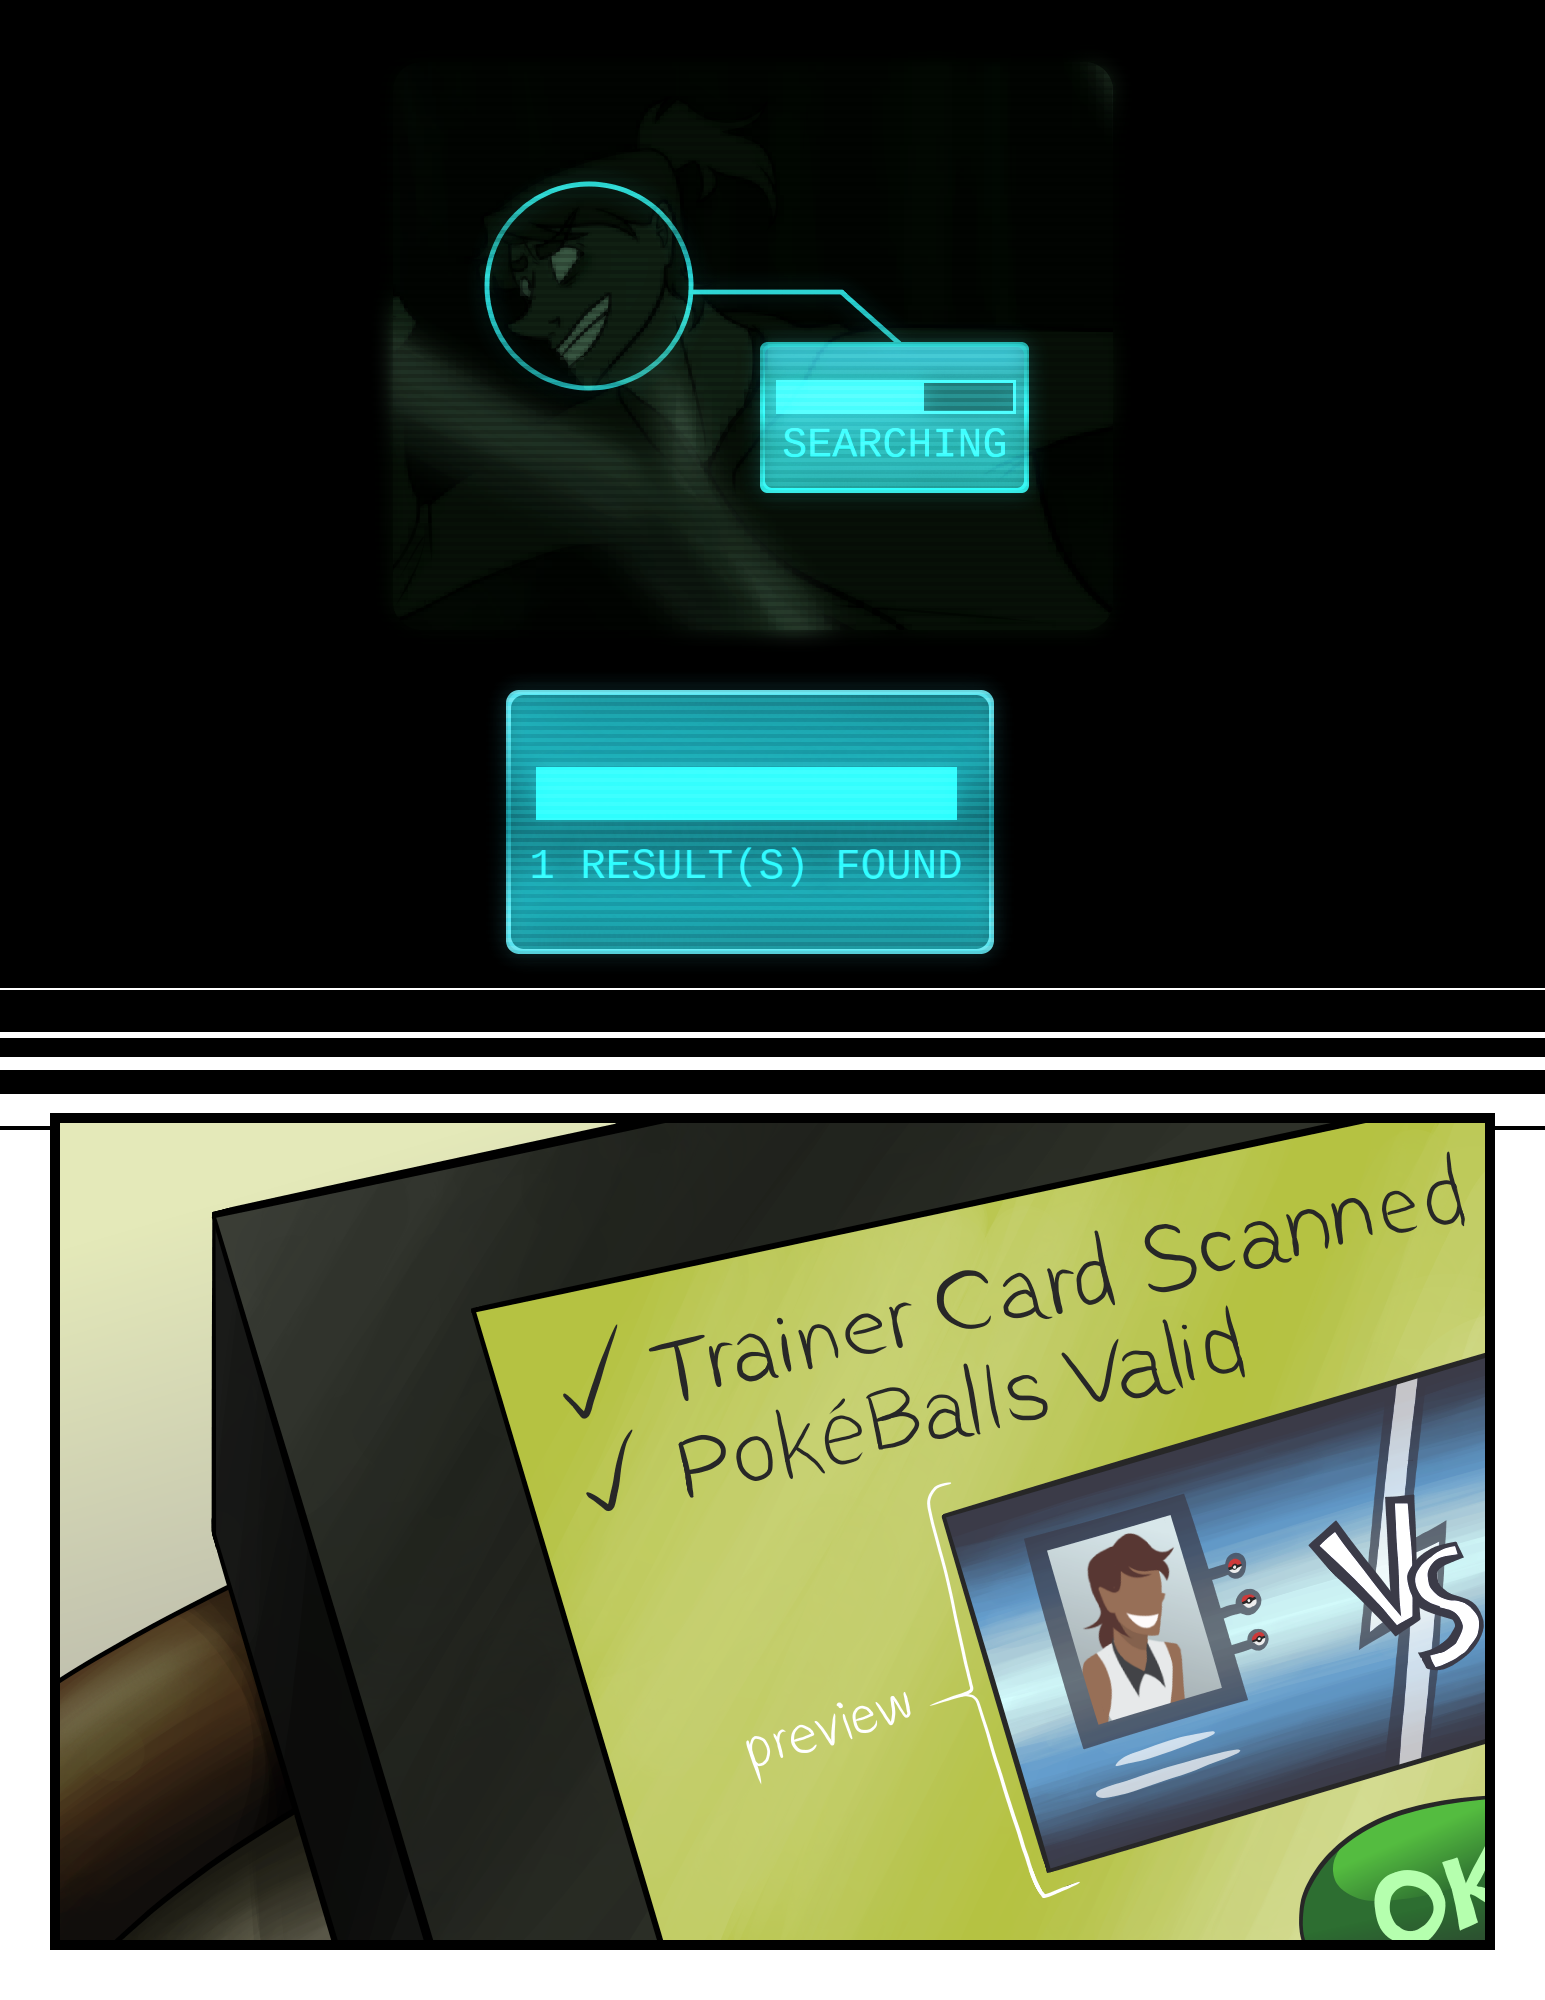 SEARCHING
1 RESULT(S) FOUND
✓ Trainer Card Scanned
✓ PokéBalls Valid
preview
VS
OK